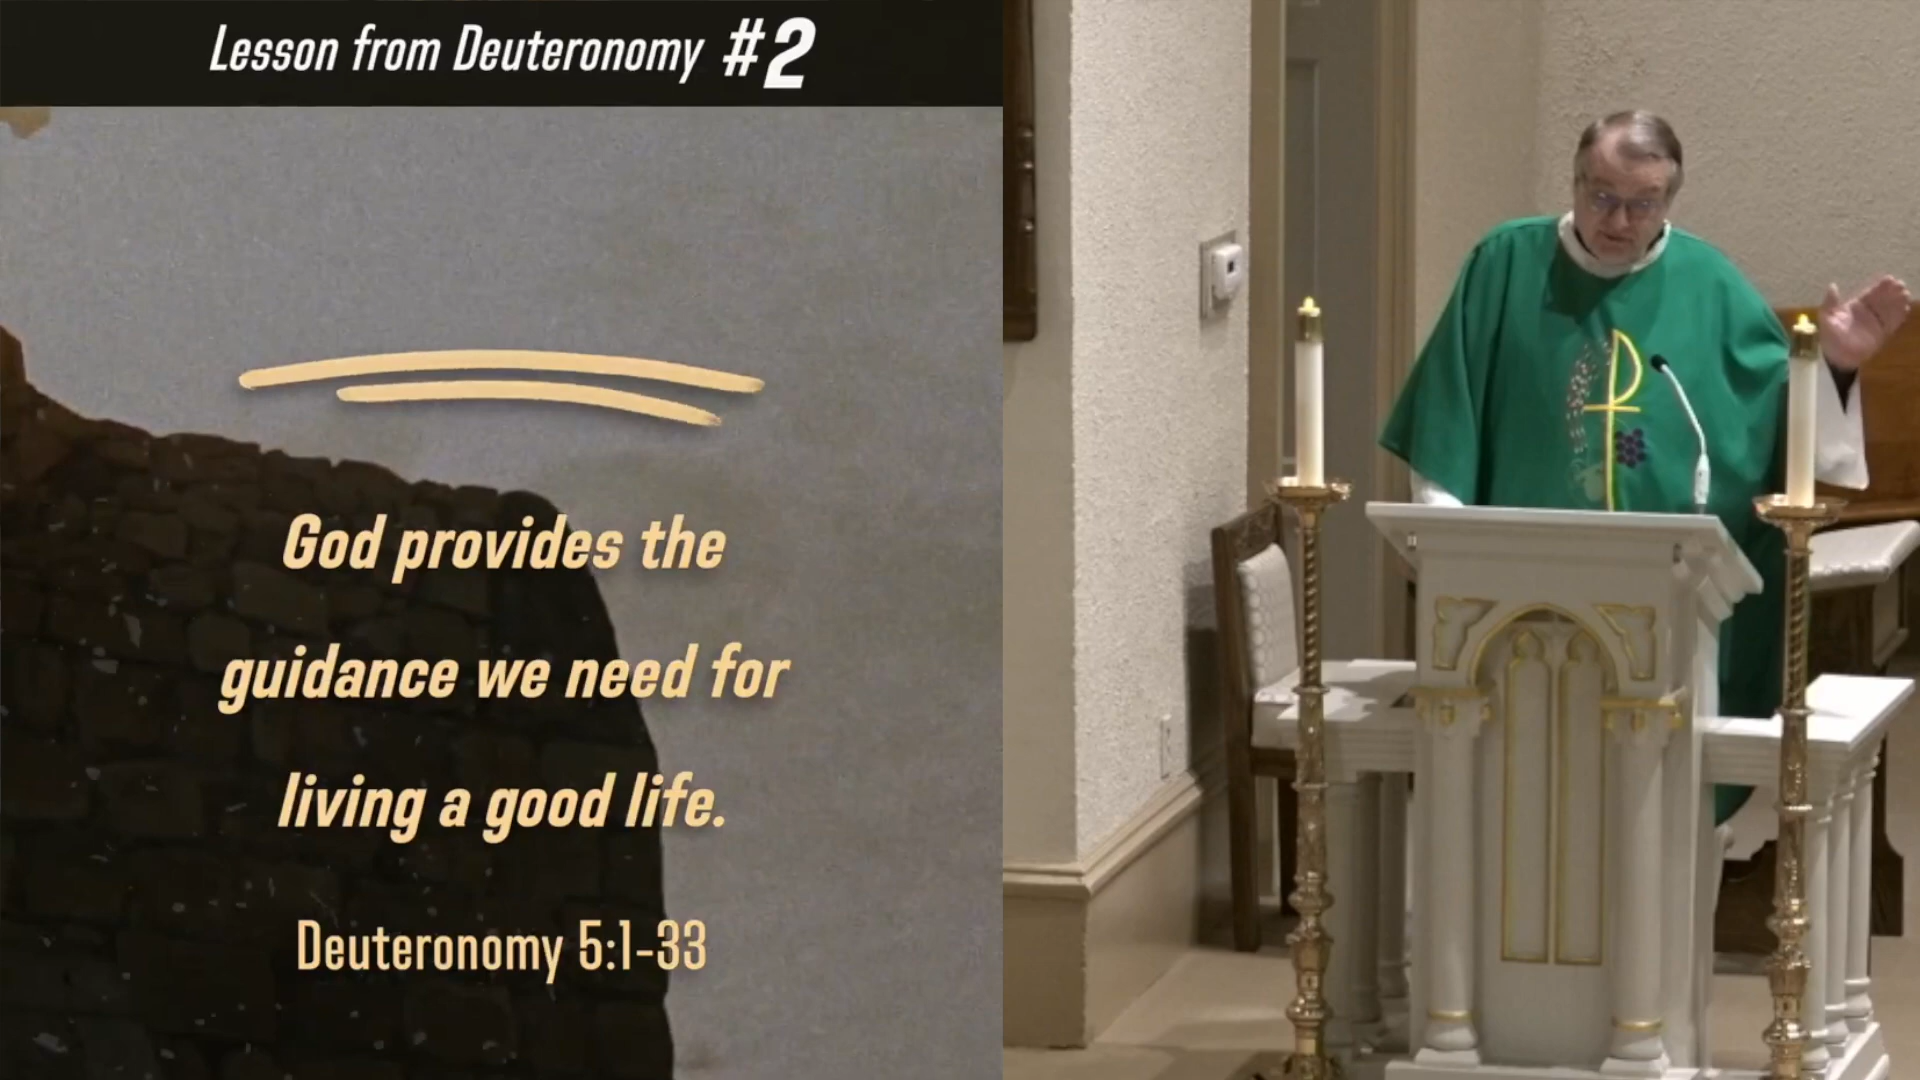 Lesson from Deuteronomy #2
God provides the
guidance we need for
living a good life.
Deuteronomy 5:1-33